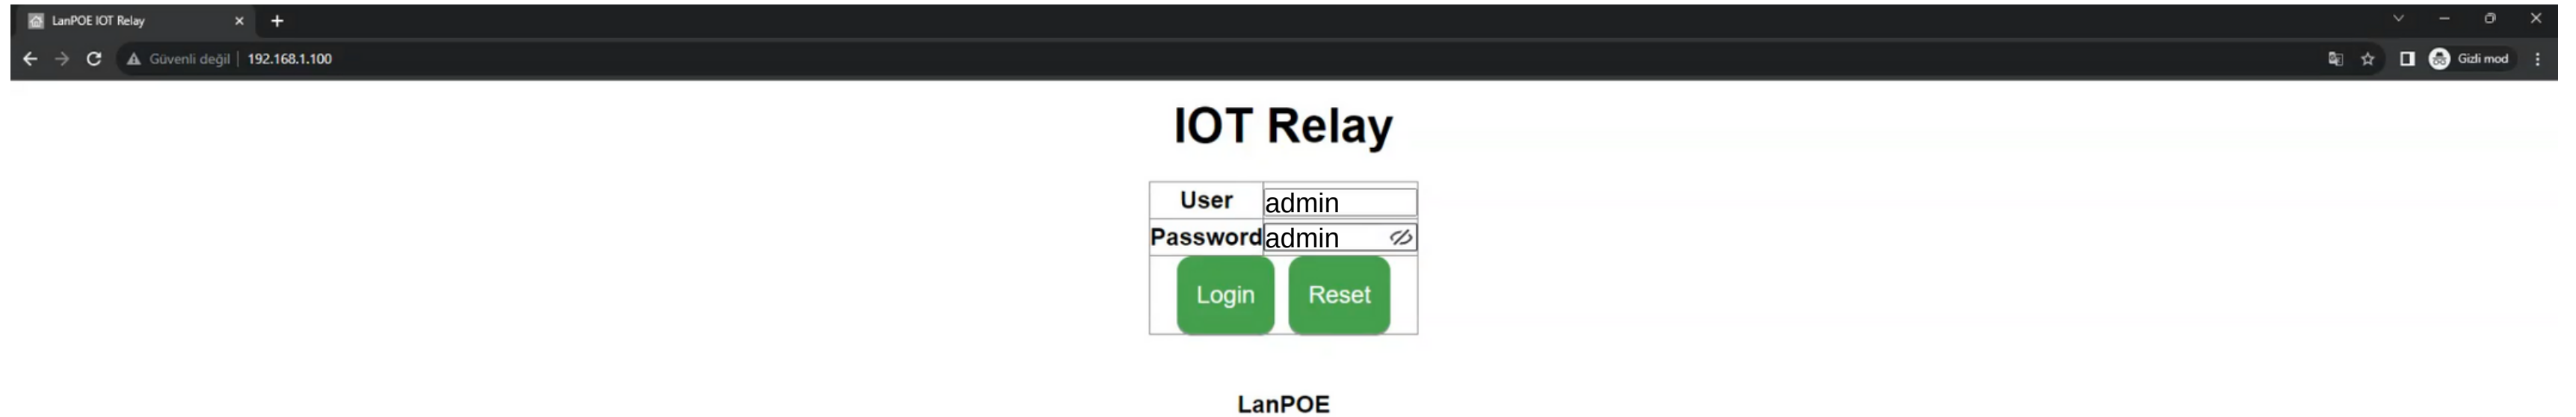 LanPOE IOT Relay
Güvenli değil | 192.168.1.100
Gizli mod
IOT Relay
User admin
Password admin
Login Reset
LanPOE